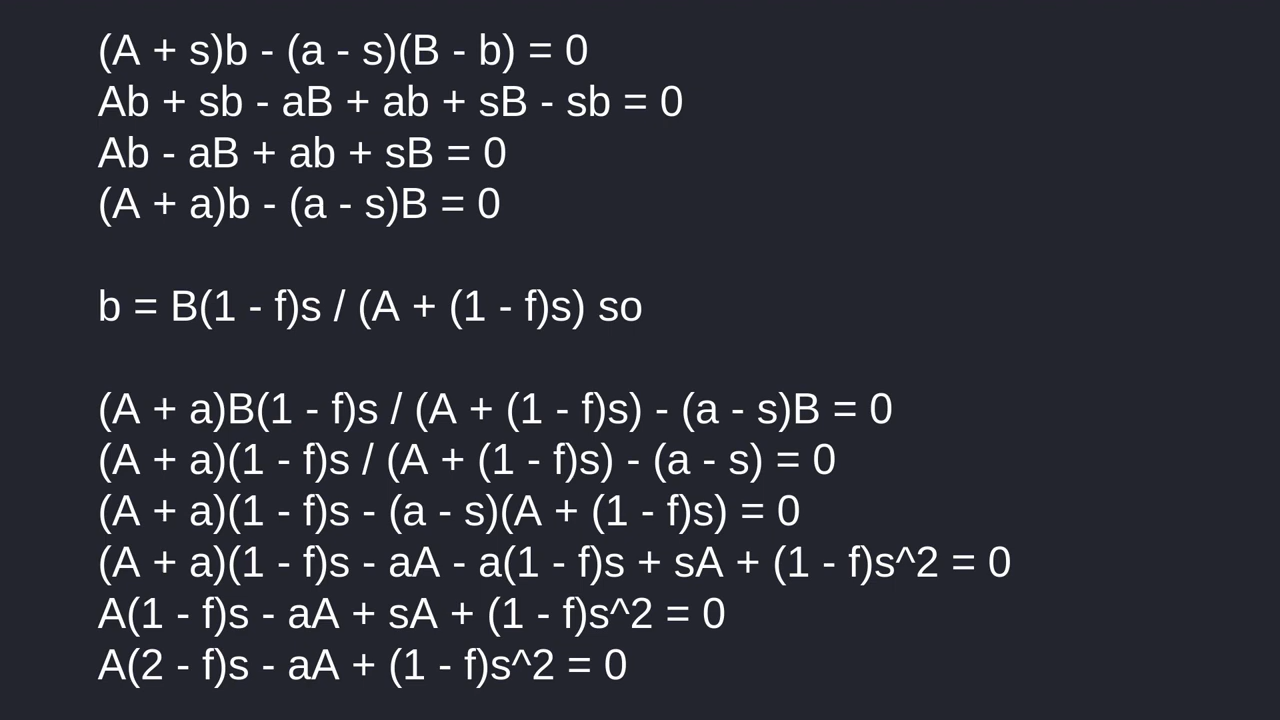 (A + s)b - (a - s)(B - b) = 0
Ab + sb - aB + ab + sB - sb = 0
Ab - aB + ab + sB = 0
(A + a)b - (a - s)B = 0
b = B(1 - f)s / (A + (1 - f)s) so
(A + a)B(1 - f)s / (A + (1 - f)s) - (a - s)B = 0
(A + a)(1 - f)s / (A + (1 - f)s) - (a - s) = 0
(A + a)(1 - f)s - (a - s)(A + (1 - f)s) = 0
(A + a)(1 - f)s - aA - a(1 - f)s + sA + (1 - f)s^2 = 0
A(1 - f)s - aA + sA + (1 - f)s^2 = 0
A(2 - f)s - aA + (1 - f)s^2 = 0